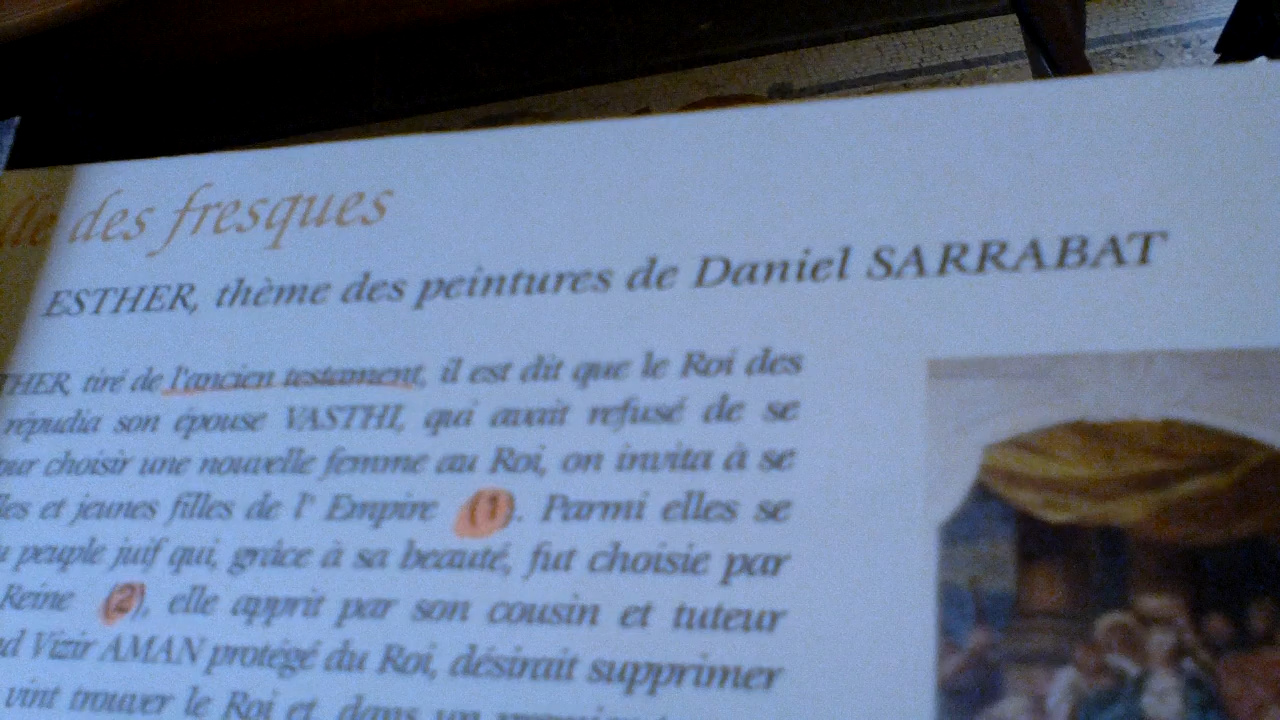 des fresques
ESTHER, thème des peintures de Daniel SARRABAT
tiré de l'ancien testament, il est dit que le Roi des
répudia son épouse VASTHI, qui avait refusé de se
choisir une nouvelle femme au Roi, on invita à se
et jeunes filles de l' Empire (1). Parmi elles se
peuple juif qui, grâce à sa beauté, fut choisie par
Reine (2), elle apprit par son cousin et tuteur
Vizir AMAN protégé du Roi, désirait supprimer
vint trouver le Roi et, dans un